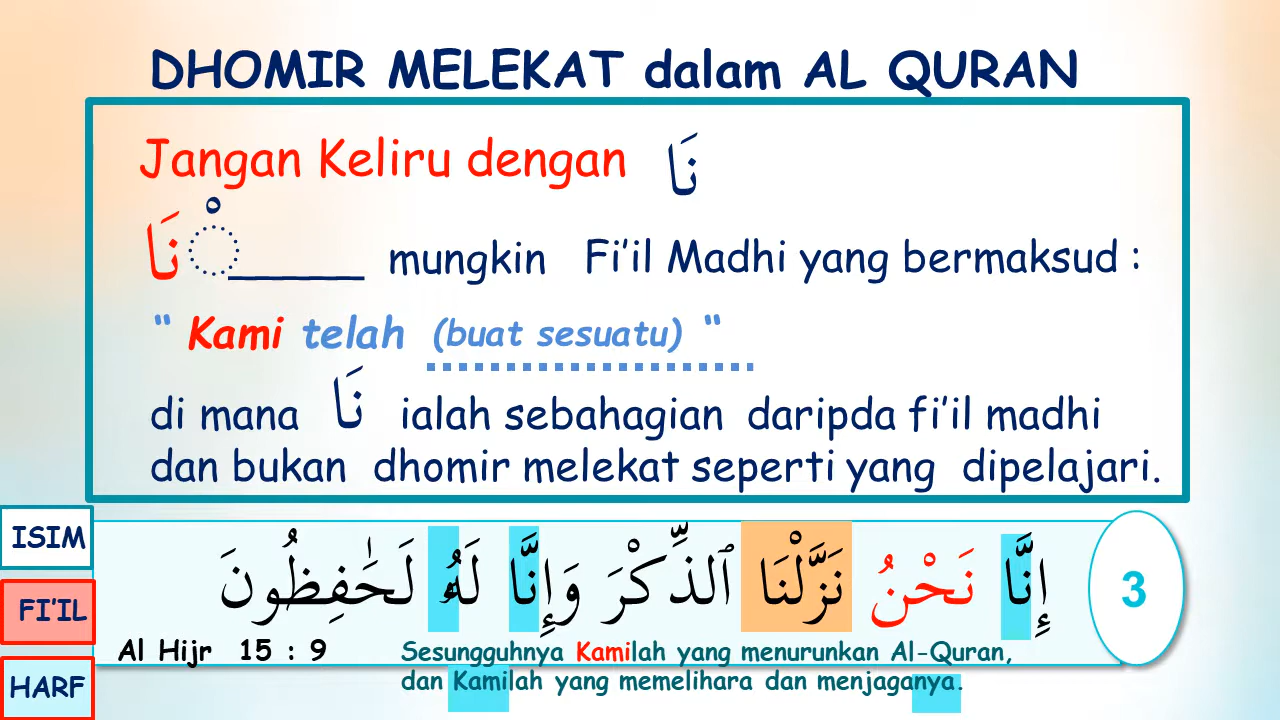 DHOMIR MELEKAT dalam AL QURAN
Jangan Keliru dengan نَا
_____ْنَا mungkin Fi’il Madhi yang bermaksud :
“ Kami telah (buat sesuatu) “
di mana نَا ialah sebahagian daripda fi’il madhi
dan bukan dhomir melekat seperti yang dipelajari.
ISIM
FI’IL
HARF
إِنَّا نَحْنُ نَزَّلْنَا ٱلذِّكْرَ وَإِنَّا لَهُۥ لَحَٰفِظُونَ
3
Al Hijr 15 : 9
Sesungguhnya Kamilah yang menurunkan Al-Quran,
dan Kamilah yang memelihara dan menjaganya.